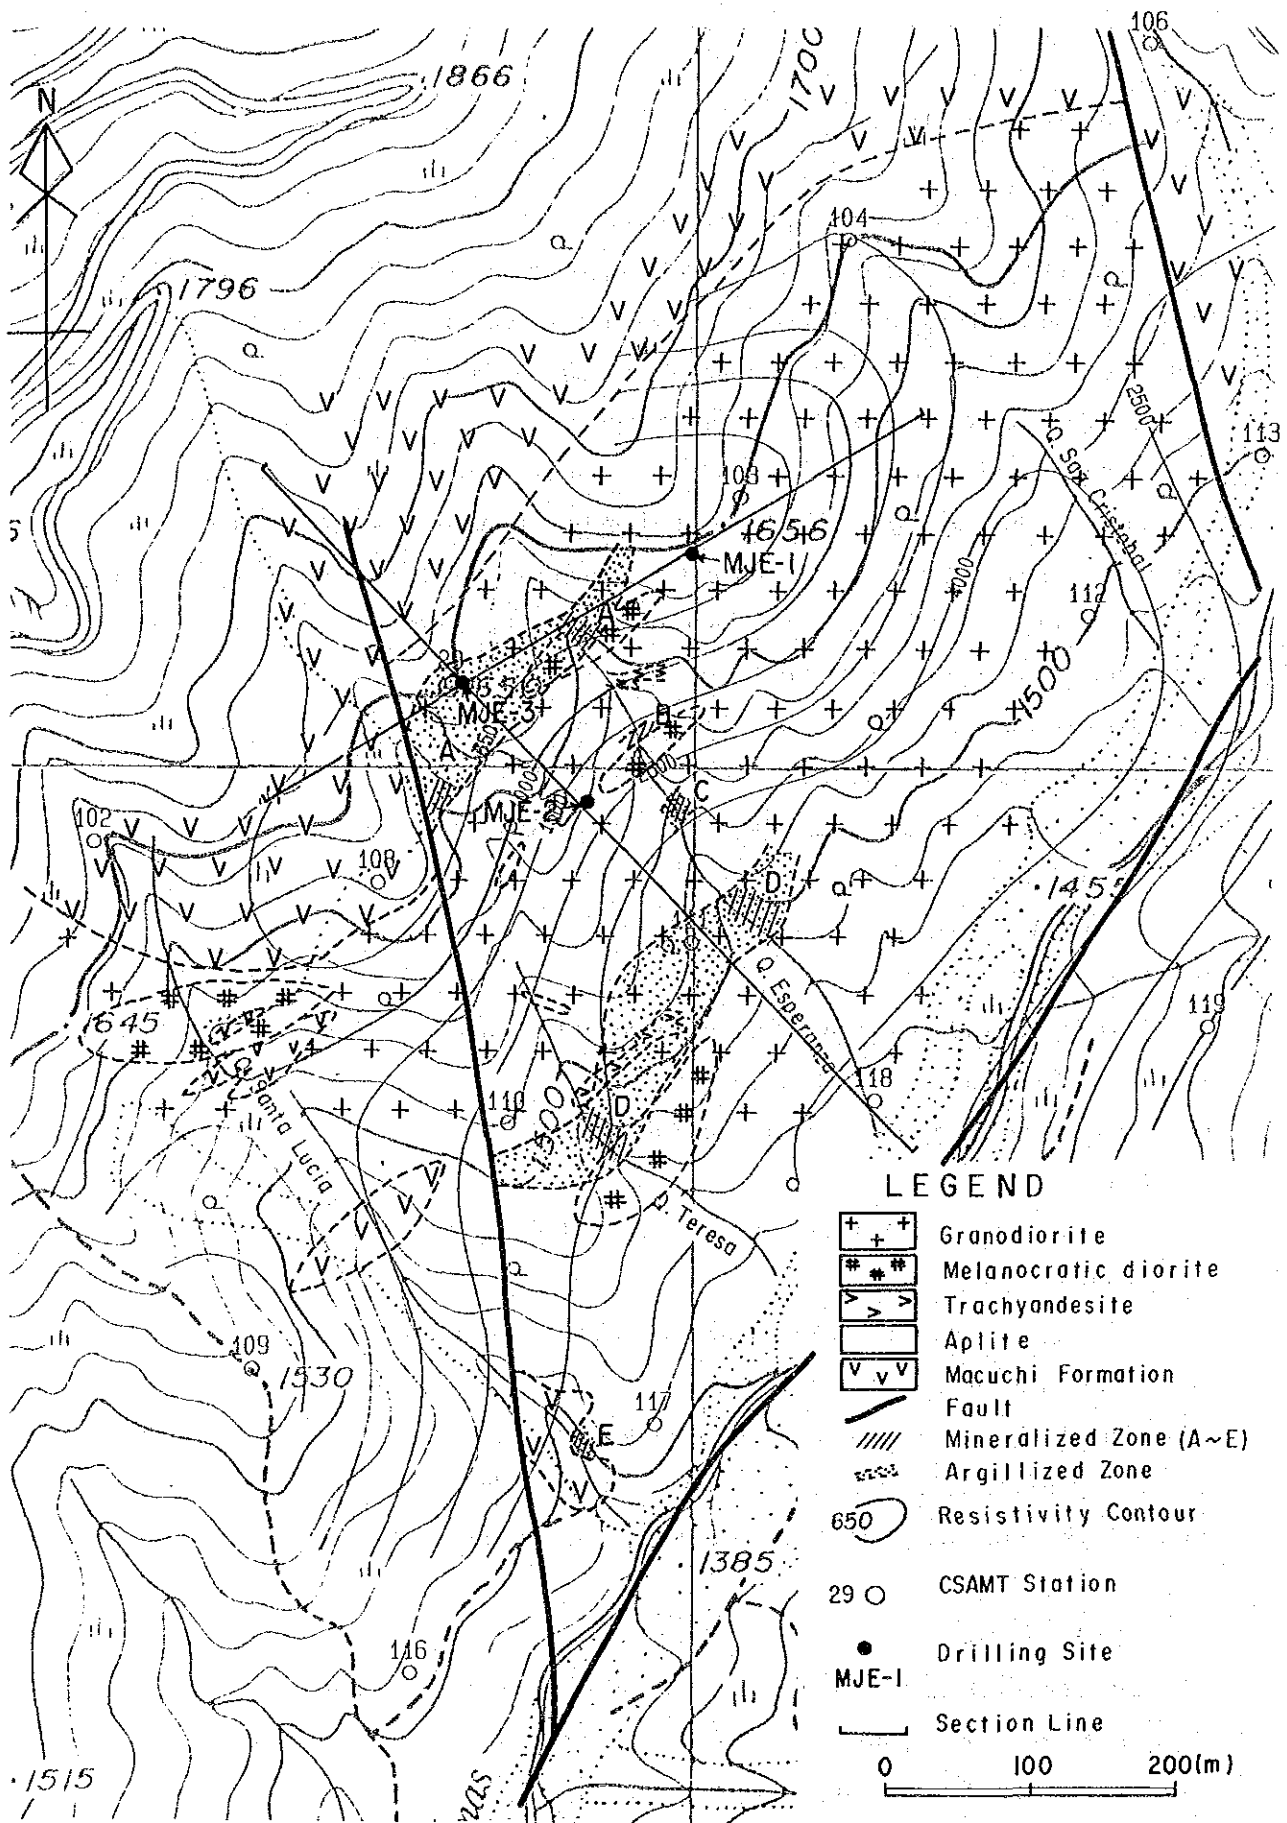 106
1866
1700
N
104
1796
2500
113
Q. San Cristobal
103
1656
MJE-1
1000
112
A
1500
B
MJE-3
A
650
C
MJE-2
102
108
D
1455
Q. Esperanza
1645
119
118
110
D
1500
Q. Santa Lucia
Q. Teresa
109
1530
117
E
1385
116
1515
LEGEND
Granodiorite
Melanocratic diorite
Trachyandesite
Aplite
Macuchi Formation
Fault
Mineralized Zone (A~E)
Argillized Zone
650 Resistivity Contour
29 CSAMT Station
Drilling Site
MJE-1
Section Line
0 100 200(m)